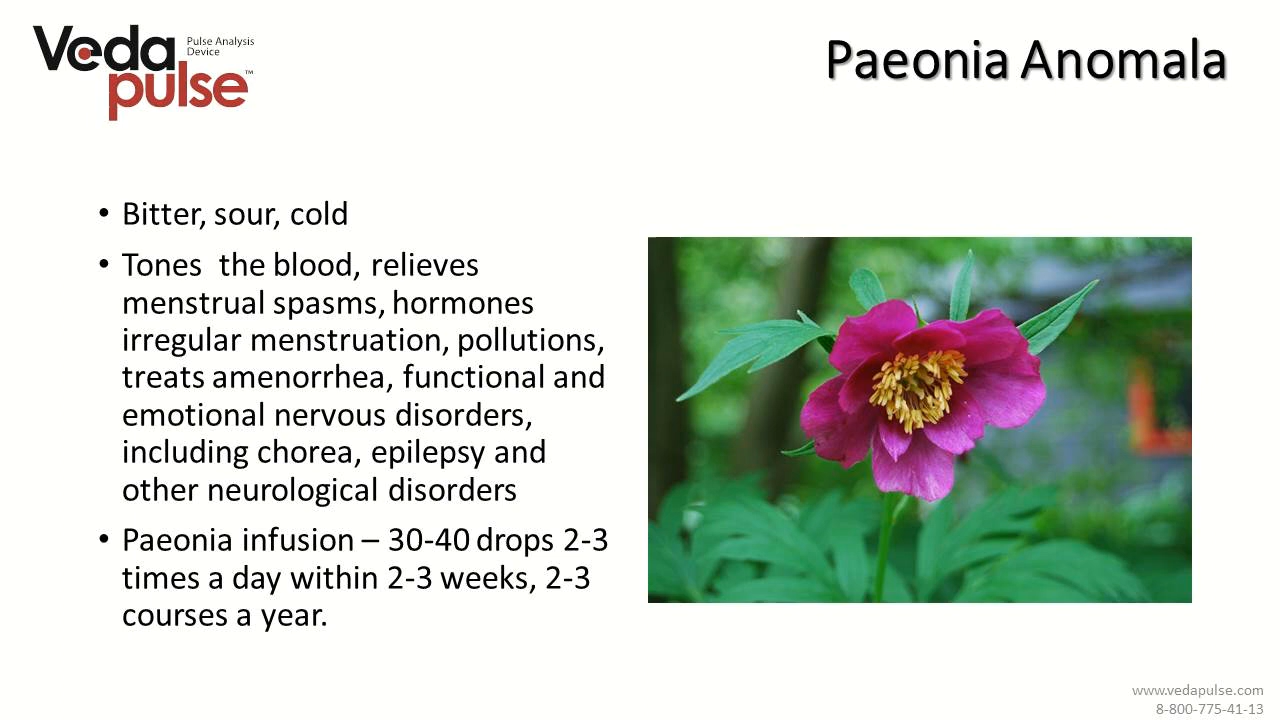 Veda
pulse™
Pulse Analysis
Device
Paeonia Anomala
• Bitter, sour, cold
• Tones the blood, relieves
menstrual spasms, hormones
irregular menstruation, pollutions,
treats amenorrhea, functional and
emotional nervous disorders,
including chorea, epilepsy and
other neurological disorders
• Paeonia infusion – 30-40 drops 2-3
times a day within 2-3 weeks, 2-3
courses a year.
www.vedapulse.com
8-800-775-41-13